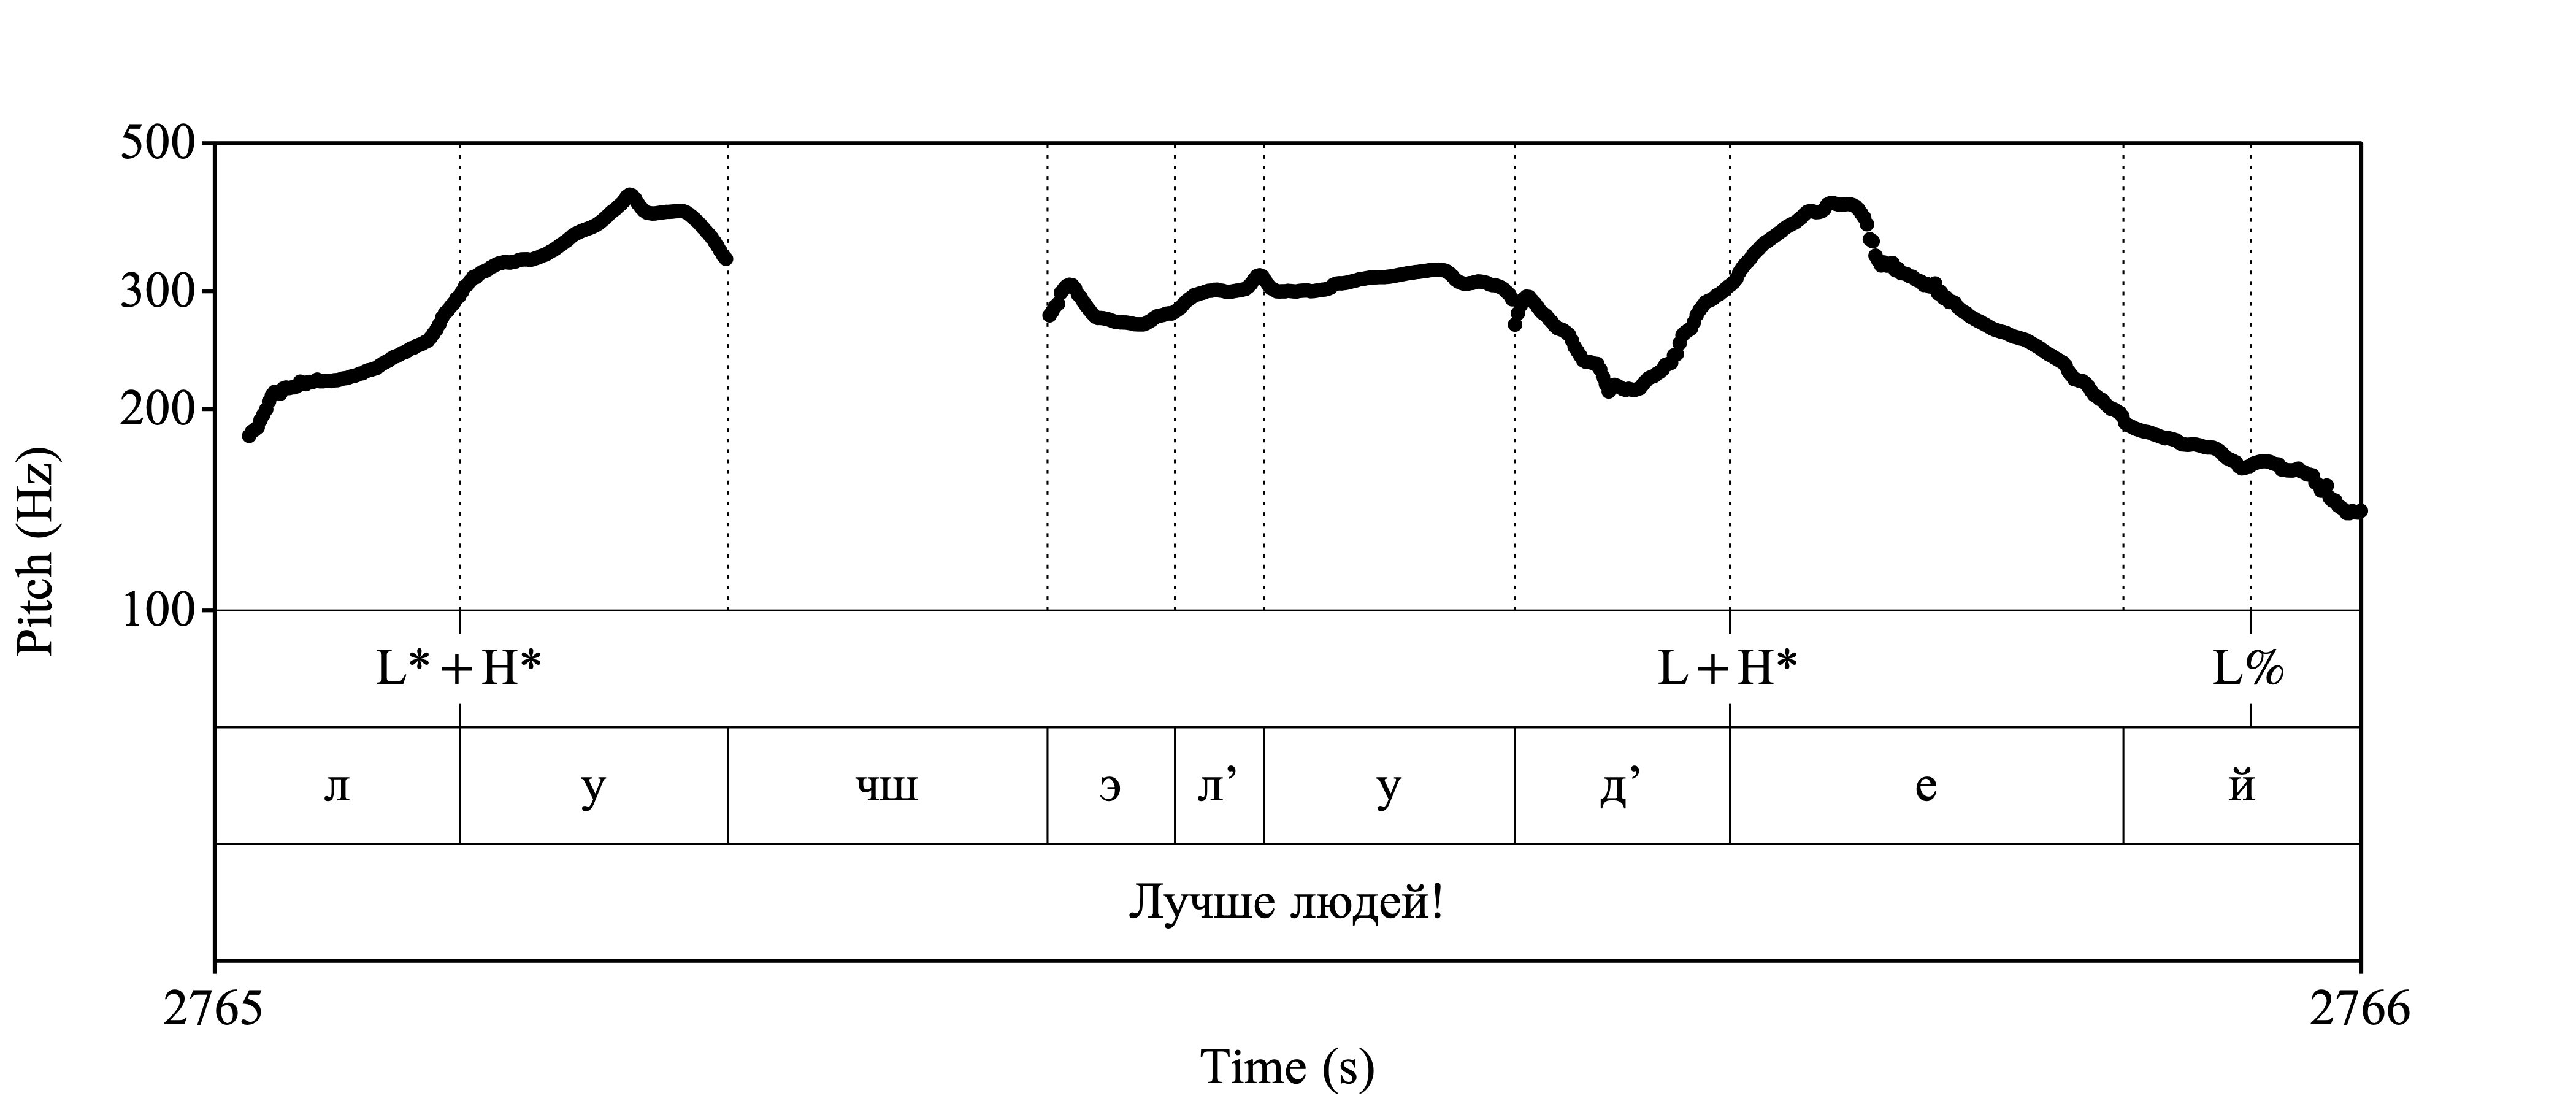 500
300
200
100
Pitch (Hz)
L* + H* L + H* L%
л у чш э л’ у д’ е й
Лучше людей!
2765 2766
Time (s)